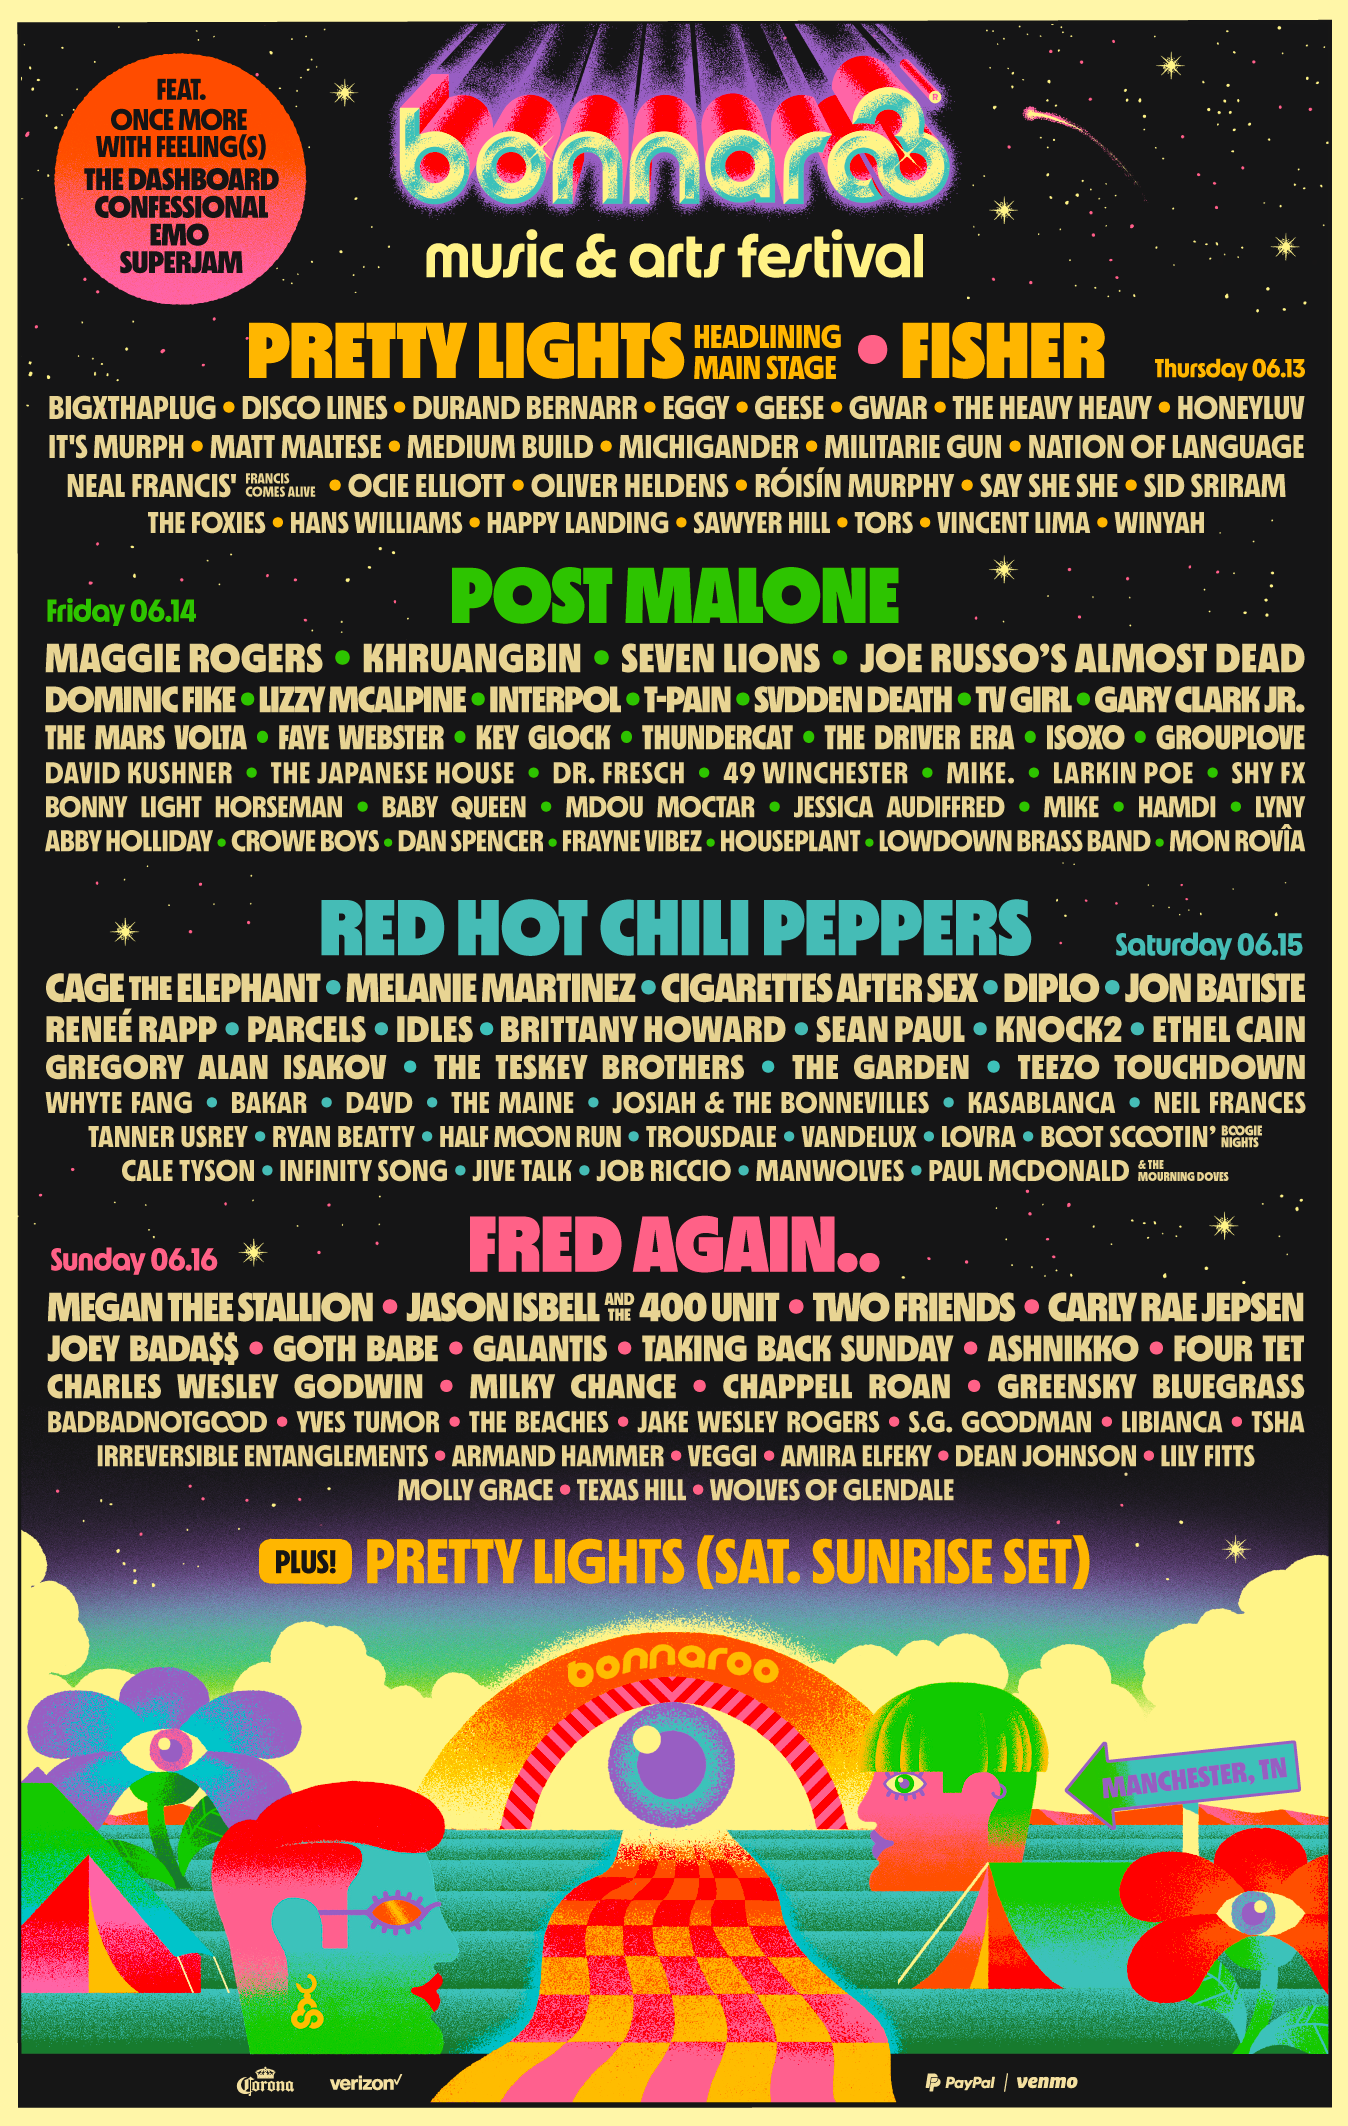 FEAT.
ONCE MORE
WITH FEELING(S)
THE DASHBOARD
CONFESSIONAL
EMO
SUPERJAM
bonnaroo®
music & arts festival
PRETTY LIGHTS HEADLINING MAIN STAGE • FISHER
Thursday 06.13
BIGXTHAPLUG • DISCO LINES • DURAND BERNARR • EGGY • GEESE • GWAR • THE HEAVY HEAVY • HONEYLUV
IT'S MURPH • MATT MALTESE • MEDIUM BUILD • MICHIGANDER • MILITARIE GUN • NATION OF LANGUAGE
NEAL FRANCIS' FRANCIS COMES ALIVE • OCIE ELLIOTT • OLIVER HELDENS • RÓISÍN MURPHY • SAY SHE SHE • SID SRIRAM
THE FOXIES • HANS WILLIAMS • HAPPY LANDING • SAWYER HILL • TORS • VINCENT LIMA • WINYAH
Friday 06.14
POST MALONE
MAGGIE ROGERS • KHRUANGBIN • SEVEN LIONS • JOE RUSSO'S ALMOST DEAD
DOMINIC FIKE • LIZZY MCALPINE • INTERPOL • T-PAIN • SVDDEN DEATH • TV GIRL • GARY CLARK JR.
THE MARS VOLTA • FAYE WEBSTER • KEY GLOCK • THUNDERCAT • THE DRIVER ERA • ISOXO • GROUPLOVE
DAVID KUSHNER • THE JAPANESE HOUSE • DR. FRESCH • 49 WINCHESTER • MIKE. • LARKIN POE • SHY FX
BONNY LIGHT HORSEMAN • BABY QUEEN • MDOU MOCTAR • JESSICA AUDIFFRED • MIKE • HAMDI • LYNY
ABBY HOLLIDAY • CROWE BOYS • DAN SPENCER • FRAYNE VIBEZ • HOUSEPLANT • LOWDOWN BRASS BAND • MON ROVÎA
RED HOT CHILI PEPPERS
Saturday 06.15
CAGE THE ELEPHANT • MELANIE MARTINEZ • CIGARETTES AFTER SEX • DIPLO • JON BATISTE
RENEÉ RAPP • PARCELS • IDLES • BRITTANY HOWARD • SEAN PAUL • KNOCK2 • ETHEL CAIN
GREGORY ALAN ISAKOV • THE TESKEY BROTHERS • THE GARDEN • TEEZO TOUCHDOWN
WHYTE FANG • BAKAR • D4VD • THE MAINE • JOSIAH & THE BONNEVILLES • KASABLANCA • NEIL FRANCES
TANNER USREY • RYAN BEATTY • HALF MOON RUN • TROUSDALE • VANDELUX • LOVRA • BOOT SCOOTIN' BOOGIE NIGHTS
CALE TYSON • INFINITY SONG • JIVE TALK • JOB RICCIO • MANWOLVES • PAUL MCDONALD & THE MOURNING DOVES
Sunday 06.16
FRED AGAIN..
MEGAN THEE STALLION • JASON ISBELL AND THE 400 UNIT • TWO FRIENDS • CARLY RAE JEPSEN
JOEY BADA$$ • GOTH BABE • GALANTIS • TAKING BACK SUNDAY • ASHNIKKO • FOUR TET
CHARLES WESLEY GODWIN • MILKY CHANCE • CHAPPELL ROAN • GREENSKY BLUEGRASS
BADBADNOTGOOD • YVES TUMOR • THE BEACHES • JAKE WESLEY ROGERS • S.G. GOODMAN • LIBIANCA • TSHA
IRREVERSIBLE ENTANGLEMENTS • ARMAND HAMMER • VEGGI • AMIRA ELFEKY • DEAN JOHNSON • LILY FITTS
MOLLY GRACE • TEXAS HILL • WOLVES OF GLENDALE
PLUS! PRETTY LIGHTS (SAT. SUNRISE SET)
bonnaroo
MANCHESTER, TN
Corona verizon PayPal | venmo